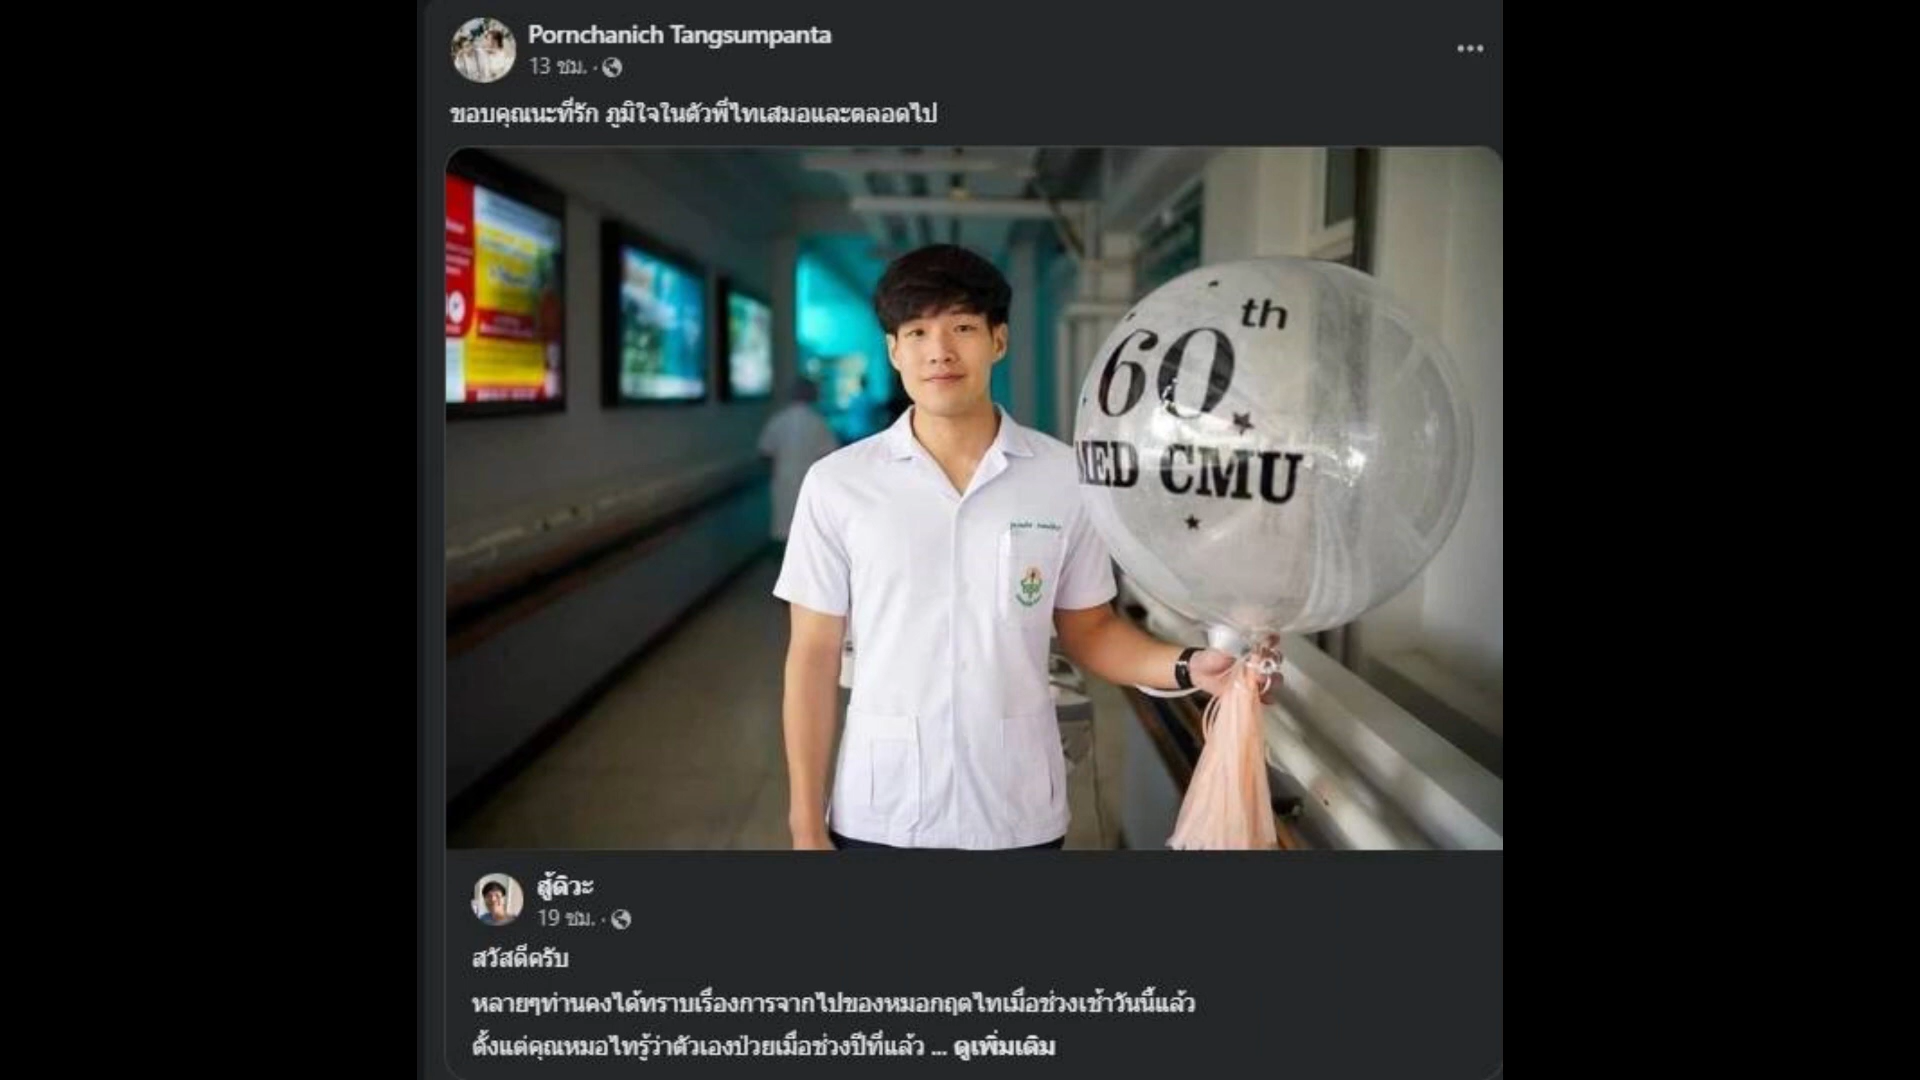 Pornchanich Tangsumpanta
13 ชม. ·
ขอบคุณนะที่รัก ภูมิใจในตัวพี่ไทเสมอและตลอดไป
60th
MED CMU
สู้ดิวะ
19 ชม. ·
สวัสดีครับ
หลายๆท่านคงได้ทราบเรื่องการจากไปของหมอกฤตไทเมื่อช่วงเช้าวันนี้แล้ว
ตั้งแต่คุณหมอไทรู้ว่าตัวเองป่วยเมื่อช่วงปีที่แล้ว ... ดูเพิ่มเติม